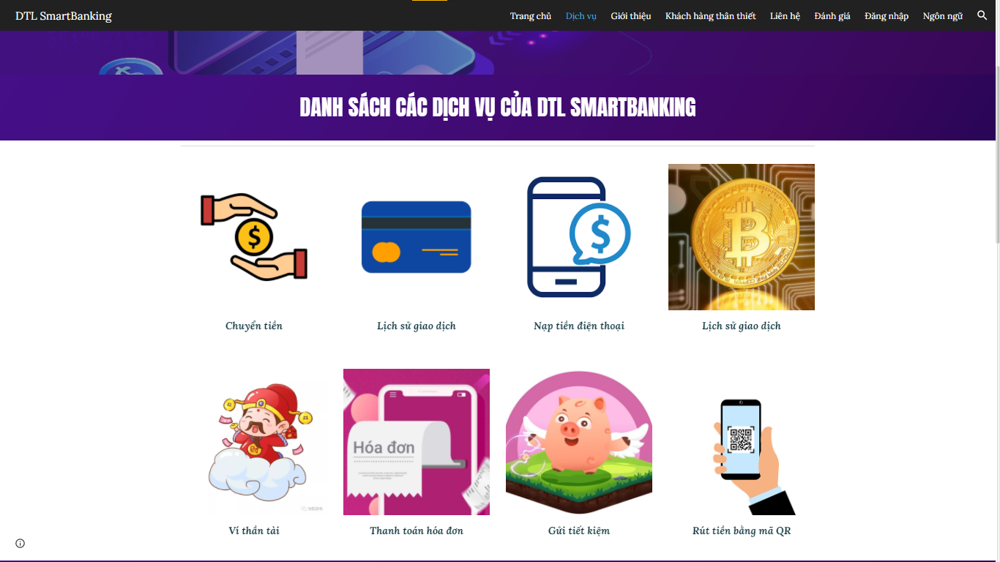 DTL SmartBanking
Trang chủ Dịch vụ Giới thiệu Khách hàng thân thiết Liên hệ Đánh giá Đăng nhập Ngôn ngữ
DANH SÁCH CÁC DỊCH VỤ CỦA DTL SMARTBANKING
Chuyển tiền
Lịch sử giao dịch
Nạp tiền điện thoại
Lịch sử giao dịch
Hóa đơn
Ví thần tài
Thanh toán hóa đơn
Gửi tiết kiệm
Rút tiền bằng mã QR